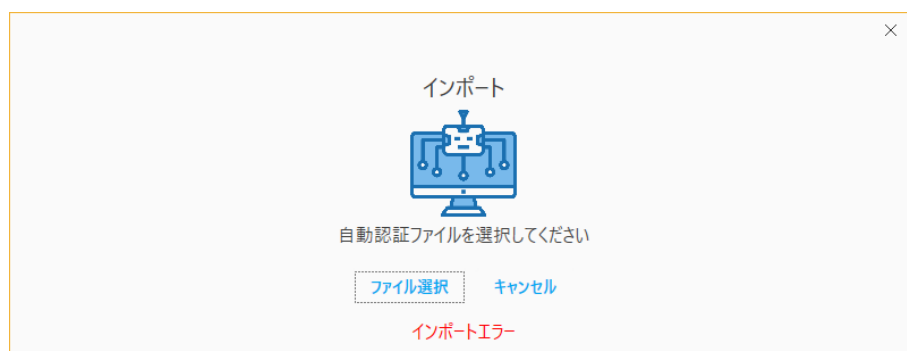 インポート
自動認証ファイルを選択してください
ファイル選択 キャンセル
インポートエラー